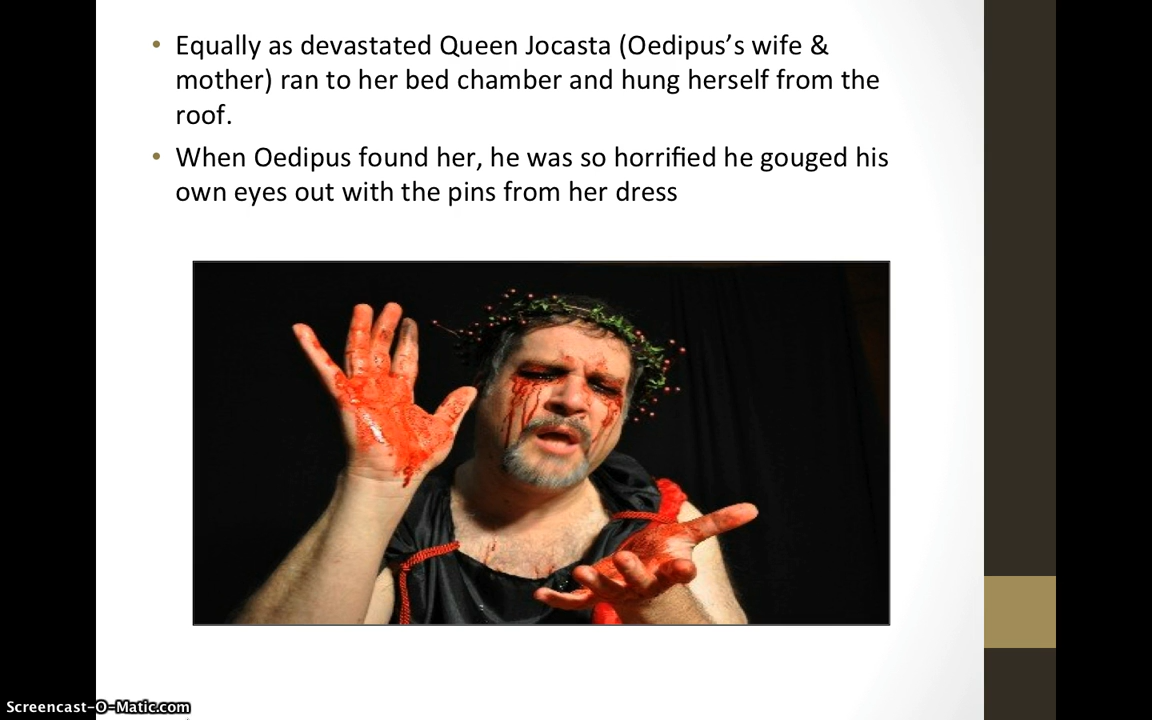 • Equally as devastated Queen Jocasta (Oedipus’s wife &
mother) ran to her bed chamber and hung herself from the
roof.
• When Oedipus found her, he was so horrified he gouged his
own eyes out with the pins from her dress
Screencast-O-Matic.com